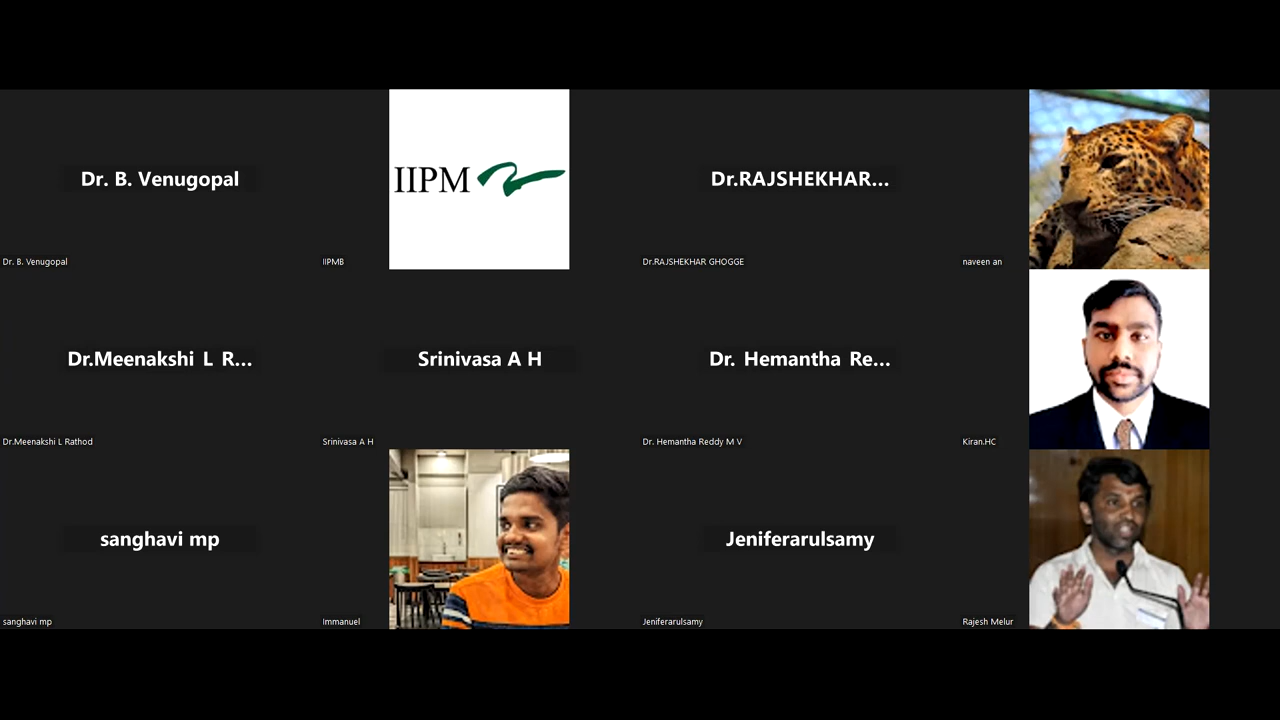 Dr. B. Venugopal
IIPM
Dr.RAJSHEKHAR...
Dr. B. Venugopal
IIPMB
Dr.RAJSHEKHAR GHOGGE
naveen an
Dr.Meenakshi L R...
Srinivasa A H
Dr. Hemantha Re...
Dr.Meenakshi L Rathod
Srinivasa A H
Dr. Hemantha Reddy M V
Kiran.HC
sanghavi mp
Jeniferarulsamy
sanghavi mp
Immanuel
Jeniferarulsamy
Rajesh Melur